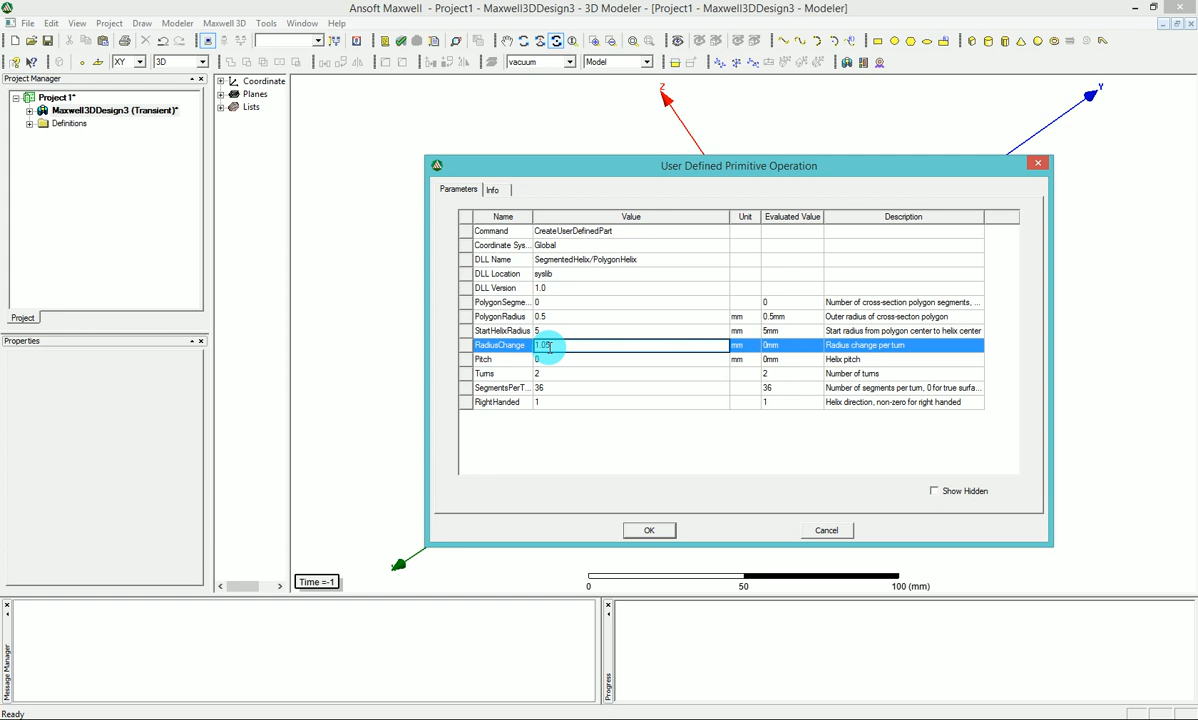 Ansoft Maxwell - Project1 - Maxwell3DDesign3 - 3D Modeler - [Project1 - Maxwell3DDesign3 - Modeler]
File Edit View Project Draw Modeler Maxwell 3D Tools Window Help
XY 3D vacuum Model
Project Manager
Project1*
Maxwell3DDesign3 (Transient)*
Definitions
Project
Properties
Coordinate
Planes
Lists
Z
Y
X
User Defined Primitive Operation
Parameters Info
Name Value Unit Evaluated Value Description
Command CreateUserDefinedPart
Coordinate Sys... Global
DLL Name SegmentedHelix/PolygonHelix
DLL Location syslib
DLL Version 1.0
PolygonSegme... 0 0 Number of cross-section polygon segments, ...
PolygonRadius 0.5 mm 0.5mm Outer radius of cross-secton polygon
StartHelixRadius 5 mm 5mm Start radius from polygon center to helix center
RadiusChange 1.05 mm 0mm Radius change per turn
Pitch 0 mm 0mm Helix pitch
Turns 2 2 Number of turns
SegmentsPerT... 36 36 Number of segments per turn, 0 for true surfa...
RightHanded 1 1 Helix direction, non-zero for right handed
Show Hidden
OK Cancel
Time =-1
0 50 100 (mm)
Message Manager
Progress
Ready